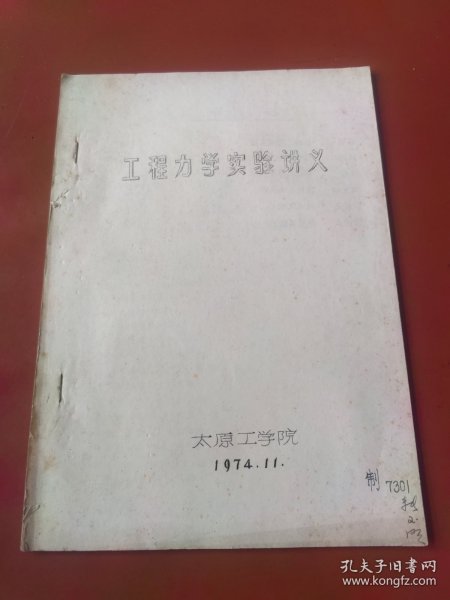 工程力学实验讲义
太原工学院
1974.11.
制 7301
孔夫子旧书网
www.kongfz.com